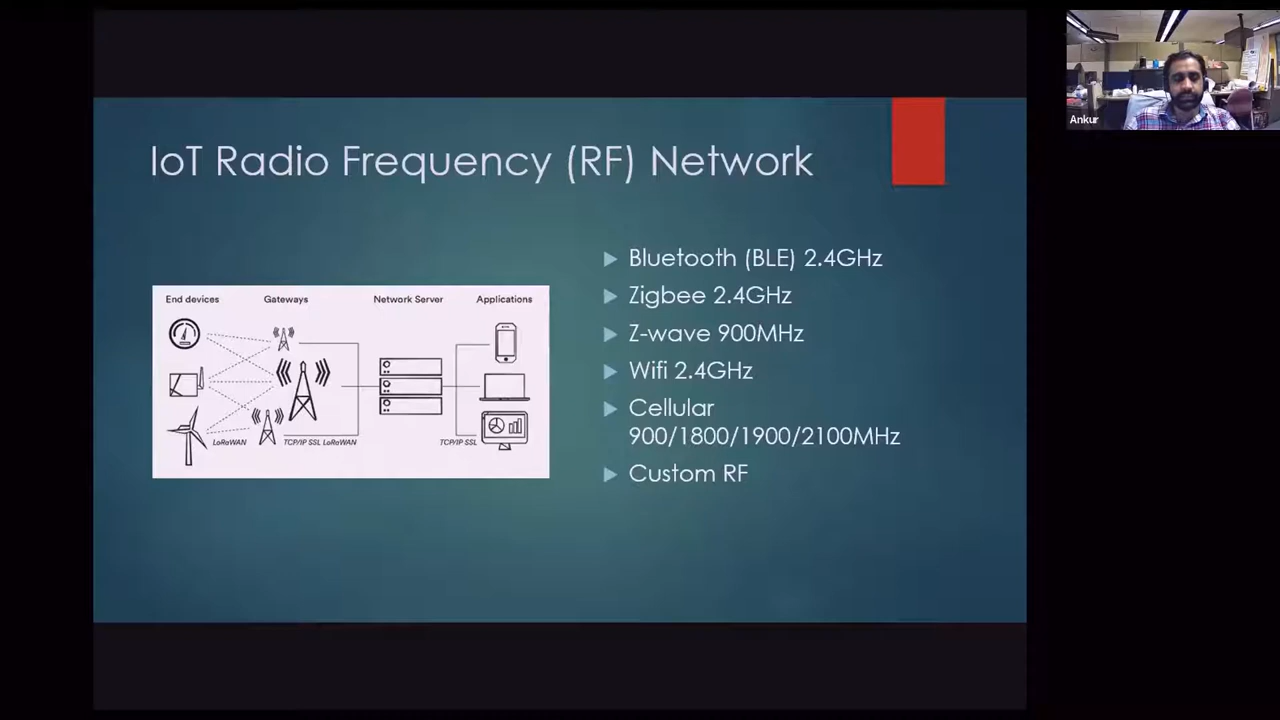 Ankur
IoT Radio Frequency (RF) Network
End devices
Gateways
Network Server
Applications
LoRaWAN
TCP/IP SSL LoRaWAN
TCP/IP SSL
Bluetooth (BLE) 2.4GHz
Zigbee 2.4GHz
Z-wave 900MHz
Wifi 2.4GHz
Cellular
900/1800/1900/2100MHz
Custom RF